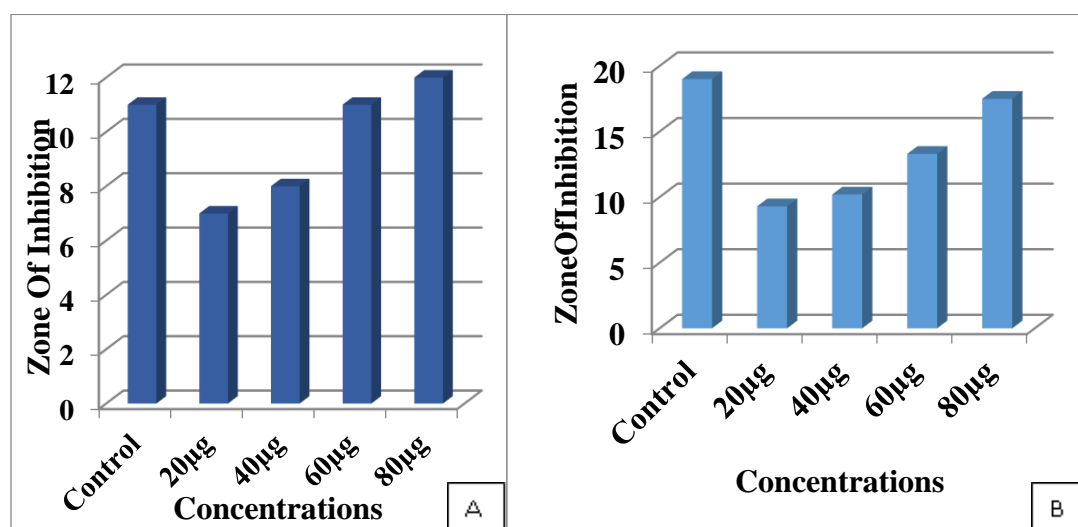 Zone Of Inhibition
12
10
8
6
4
2
0
Control
20µg
40µg
60µg
80µg
Concentrations
A
ZoneOfInhibition
20
15
10
5
0
Control
20µg
40µg
60µg
80µg
Concentrations
B